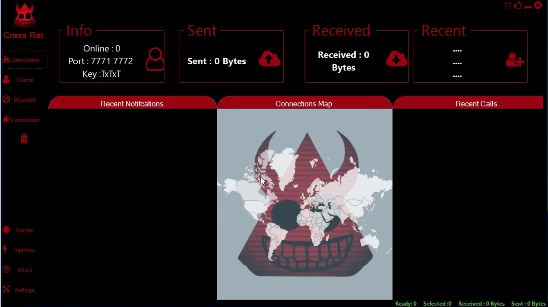 Craxs Rat
Info
Online : 0
Port : 7771 7772
Key :TxTxT
Sent
Sent : 0 Bytes
Received
Received : 0
Bytes
Recent
....
....
....
Dashboard
Clients
Blocked
Connection
Recent Notifcations
Connections Map
Recent Calls
Builder
Injection
About
Settings
Ready: 0 Selected :0 Received : 0 Bytes Sent : 0 Bytes